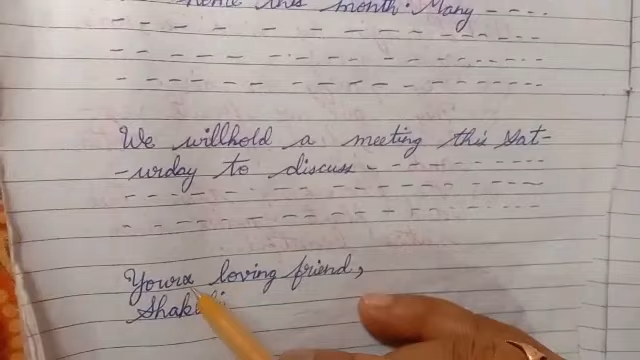 home this month. Many - - - -
- - - - - - - - - - - - - -
- - - - - - - - - - - - - -
- - - - - - - - - - - - - -
We willhold a meeting this Sat-
-urday to discuss - - - - - - - - -
- - - - - - - - - - - - - -
- - - - - - - - - - - - - -
Yours loving friend,